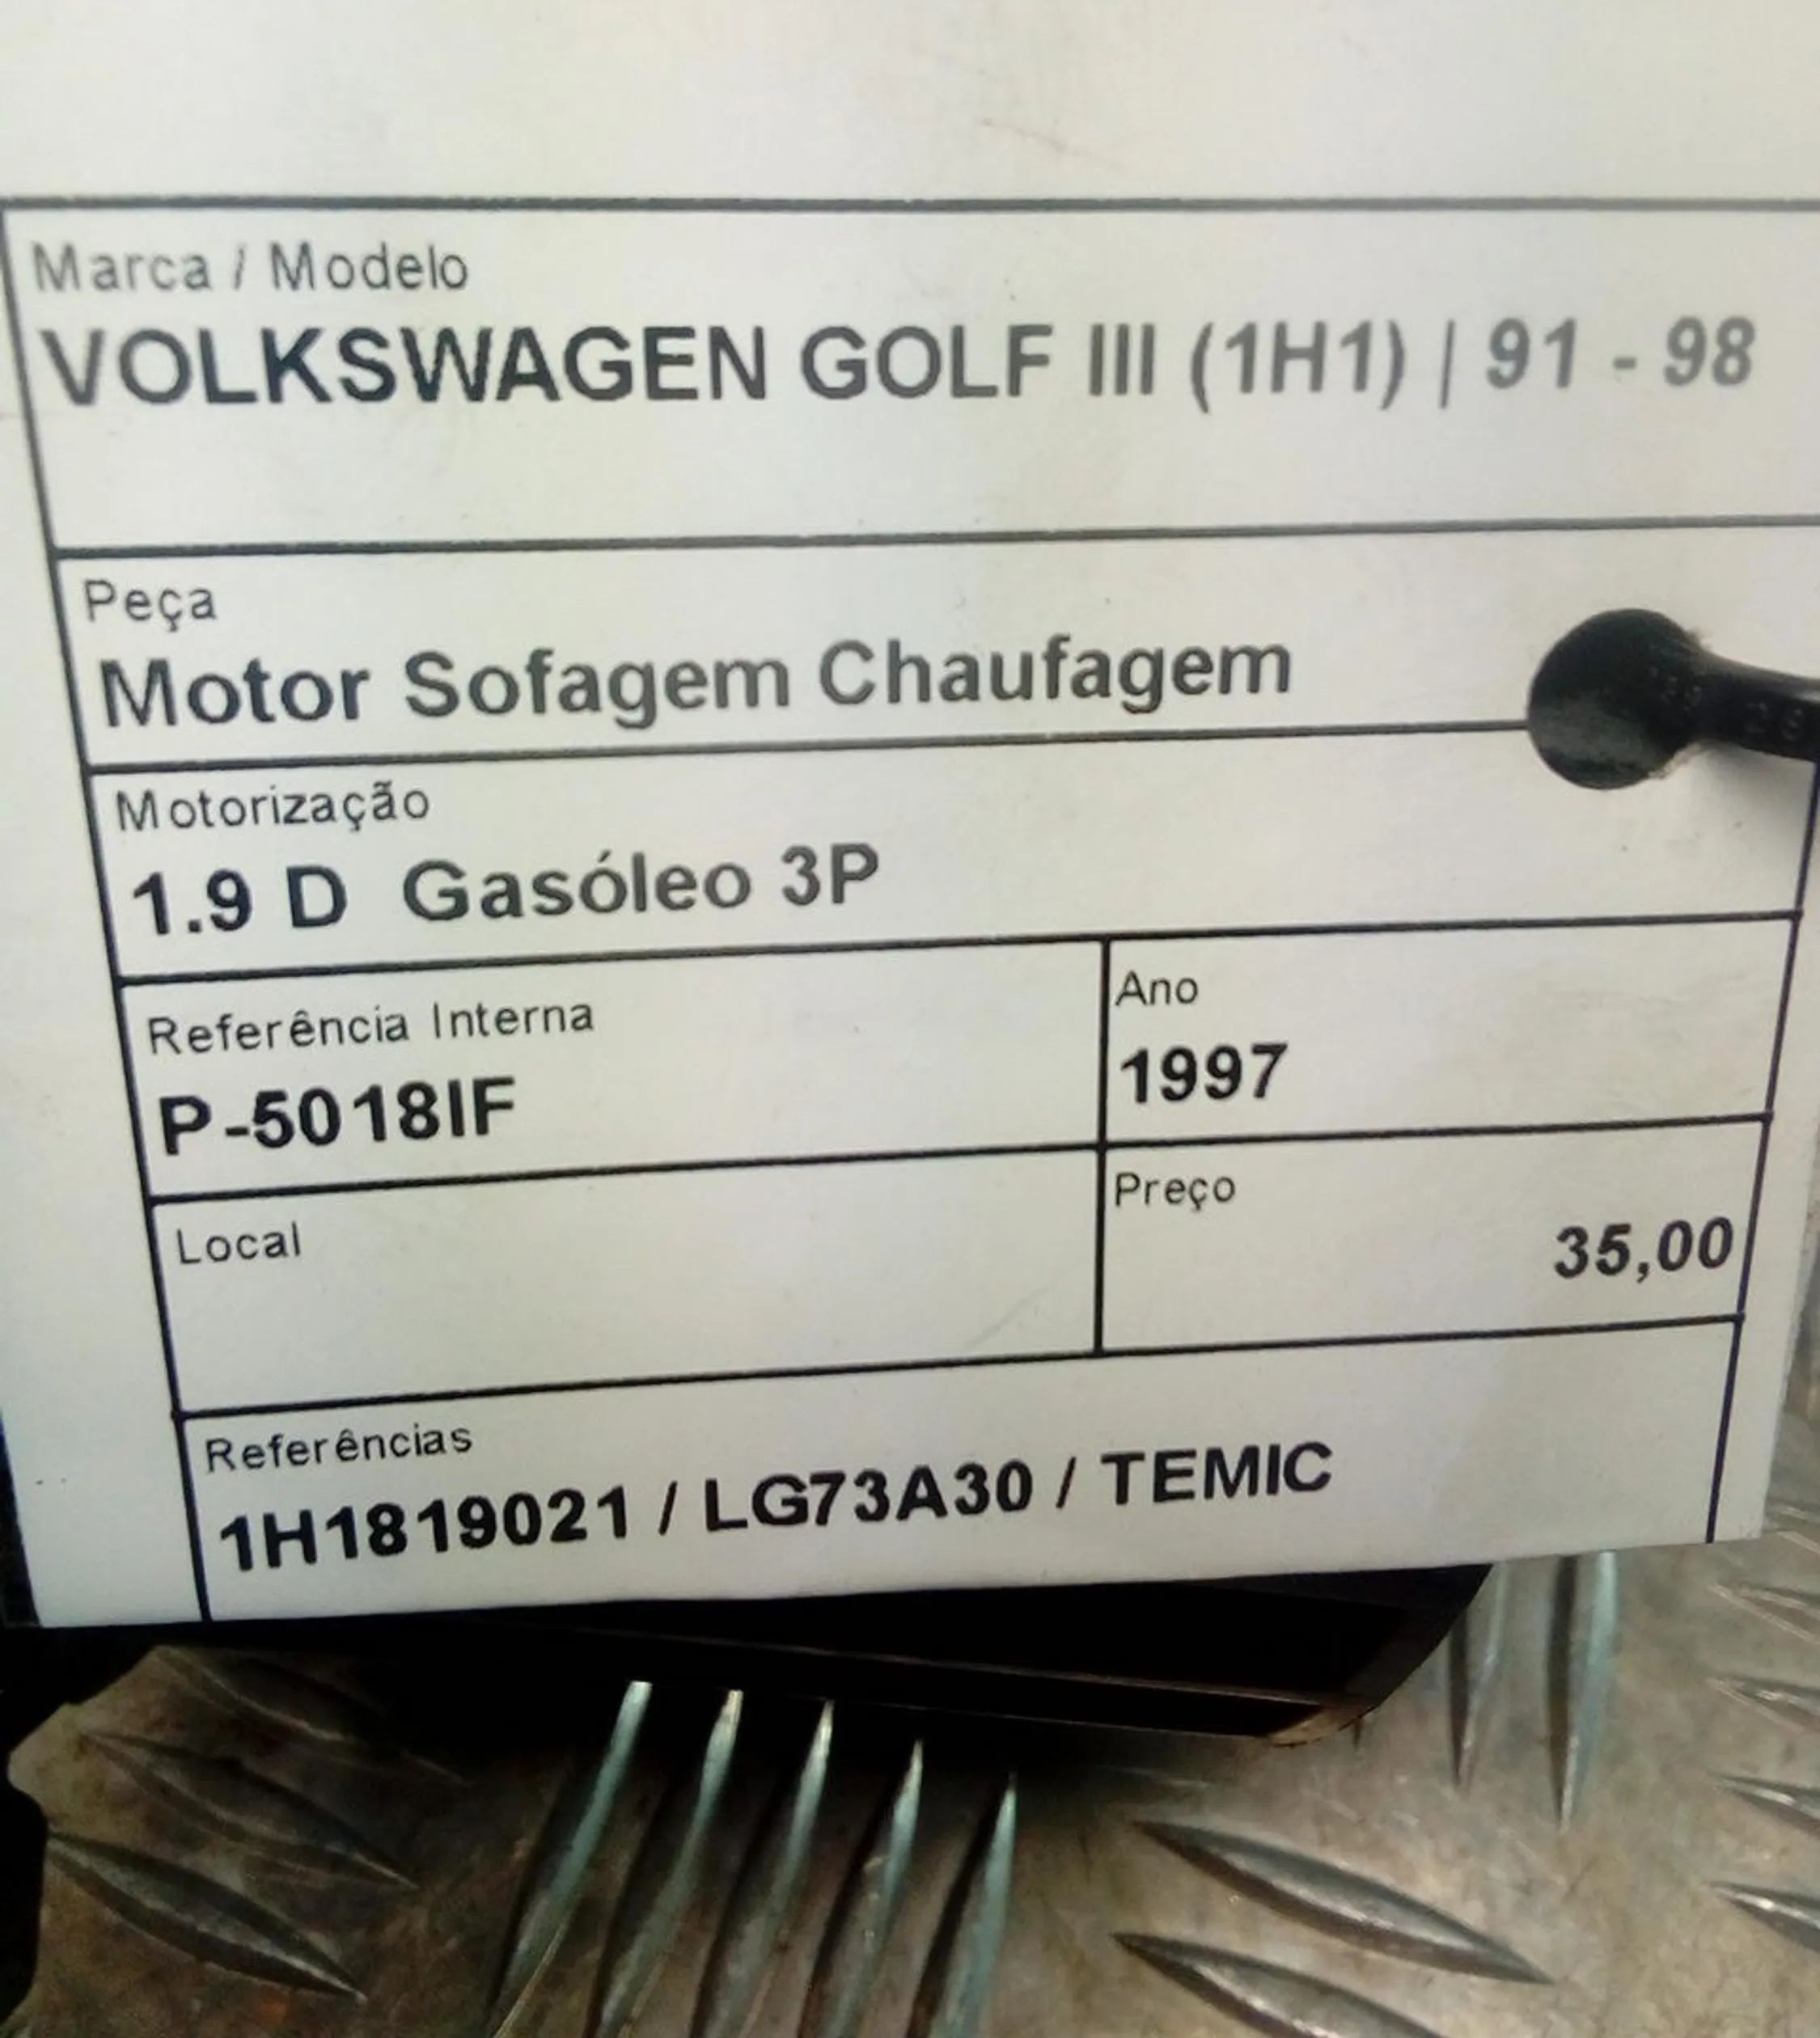 Marca / Modelo
VOLKSWAGEN GOLF III (1H1) | 91 - 98
Peça
Motor Sofagem Chaufagem
Motorização
1.9 D Gasóleo 3P
Referência Interna
P-5018IF
Ano
1997
Local
Preço
35,00
Referências
1H1819021 / LG73A30 / TEMIC